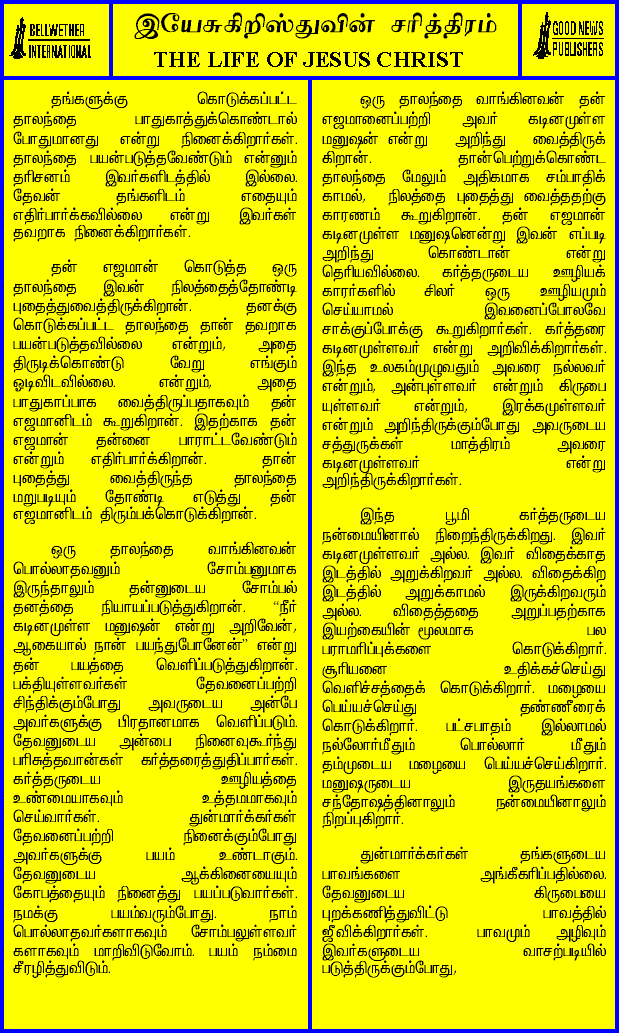 BELLWETHER
INTERNATIONAL
இயேசுகிறிஸ்துவின் சரித்திரம்
THE LIFE OF JESUS CHRIST
GOOD NEWS
PUBLISHERS
தங்களுக்கு கொடுக்கப்பட்ட
தாலந்தை பாதுகாத்துக்கொண்டால்
போதுமானது என்று நினைக்கிறார்கள்.
தாலந்தை பயன்படுத்தவேண்டும் என்னும்
தரிசனம் இவர்களிடத்தில் இல்லை.
தேவன் தங்களிடம் எதையும்
எதிர்பார்க்கவில்லை என்று இவர்கள்
தவறாக நினைக்கிறார்கள்.
தன் எஜமான் கொடுத்த ஒரு
தாலந்தை இவன் நிலத்தைத்தோண்டி
புதைத்துவைத்திருக்கிறான். தனக்கு
கொடுக்கப்பட்ட தாலந்தை தான் தவறாக
பயன்படுத்தவில்லை என்றும், அதை
திருடிக்கொண்டு வேறு எங்கும்
ஓடிவிடவில்லை. என்றும், அதை
பாதுகாப்பாக வைத்திருப்பதாகவும் தன்
எஜமானிடம் கூறுகிறான். இதற்காக தன்
எஜமான் தன்னை பாராட்டவேண்டும்
என்றும் எதிர்பார்க்கிறான். தான்
புதைத்து வைத்திருந்த தாலந்தை
மறுபடியும் தோண்டி எடுத்து தன்
எஜமானிடம் திரும்பக்கொடுக்கிறான்.
ஒரு தாலந்தை வாங்கினவன்
பொல்லாதவனும் சோம்பனுமாக
இருந்தாலும் தன்னுடைய சோம்பல்
தனத்தை நியாயப்படுத்துகிறான். “நீர்
கடினமுள்ள மனுஷன் என்று அறிவேன்,
ஆகையால் நான் பயந்துபோனேன்” என்று
தன் பயத்தை வெளிப்படுத்துகிறான்.
பக்தியுள்ளவர்கள் தேவனைப்பற்றி
சிந்திக்கும்போது அவருடைய அன்பே
அவர்களுக்கு பிரதானமாக வெளிப்படும்.
தேவனுடைய அன்பை நினைவுகூர்ந்து
பரிசுத்தவான்கள் கர்த்தரைத்துதிப்பார்கள்.
கர்த்தருடைய ஊழியத்தை
உண்மையாகவும் உத்தமமாகவும்
செய்வார்கள். துன்மார்க்கர்கள்
தேவனைப்பற்றி நினைக்கும்போது
அவர்களுக்கு பயம் உண்டாகும்.
தேவனுடைய ஆக்கினையையும்
கோபத்தையும் நினைத்து பயப்படுவார்கள்.
நமக்கு பயம்வரும்போது. நாம்
பொல்லாதவர்களாகவும் சோம்பலுள்ளவர்
களாகவும் மாறிவிடுவோம். பயம் நம்மை
சீரழித்துவிடும்.
ஒரு தாலந்தை வாங்கினவன் தன்
எஜமானைப்பற்றி அவர் கடினமுள்ள
மனுஷன் என்று அறிந்து வைத்திருக்
கிறான். தான்பெற்றுக்கொண்ட
தாலந்தை மேலும் அதிகமாக சம்பாதிக்
காமல், நிலத்தை புதைத்து வைத்ததற்கு
காரணம் கூறுகிறான். தன் எஜமான்
கடினமுள்ள மனுஷனென்று இவன் எப்படி
அறிந்து கொண்டான் என்று
தெரியவில்லை. கர்த்தருடைய ஊழியக்
காரர்களில் சிலர் ஒரு ஊழியமும்
செய்யாமல் இவனைப்போலவே
சாக்குப்போக்கு கூறுகிறார்கள். கர்த்தரை
கடினமுள்ளவர் என்று அறிவிக்கிறார்கள்.
இந்த உலகம்முழுவதும் அவரை நல்லவர்
என்றும், அன்புள்ளவர் என்றும் கிருபை
யுள்ளவர் என்றும், இரக்கமுள்ளவர்
என்றும் அறிந்திருக்கும்போது அவருடைய
சத்துருக்கள் மாத்திரம் அவரை
கடினமுள்ளவர் என்று
அறிந்திருக்கிறார்கள்.
இந்த பூமி கர்த்தருடைய
நன்மையினால் நிறைந்திருக்கிறது. இவர்
கடினமுள்ளவர் அல்ல. இவர் விதைக்காத
இடத்தில் அறுக்கிறவர் அல்ல. விதைக்கிற
இடத்தில் அறுக்காமல் இருக்கிறவரும்
அல்ல. விதைத்ததை அறுப்பதற்காக
இயற்கையின் மூலமாக பல
பராமரிப்புக்களை கொடுக்கிறார்.
சூரியனை உதிக்கச்செய்து
வெளிச்சத்தைக் கொடுக்கிறார். மழையை
பெய்யச்செய்து தண்ணீரைக்
கொடுக்கிறார். பட்சபாதம் இல்லாமல்
நல்லோர்மீதும் பொல்லார் மீதும்
தம்முடைய மழையை பெய்யச்செய்கிறார்.
மனுஷருடைய இருதயங்களை
சந்தோஷத்தினாலும் நன்மையினாலும்
நிறப்புகிறார்.
துன்மார்க்கர்கள் தங்களுடைய
பாவங்களை அங்கீகரிப்பதில்லை.
தேவனுடைய கிருபையை
புறக்கணித்துவிட்டு பாவத்தில்
ஜீவிக்கிறார்கள். பாவமும் அழிவும்
இவர்களுடைய வாசற்படியில்
படுத்திருக்கும்போது,